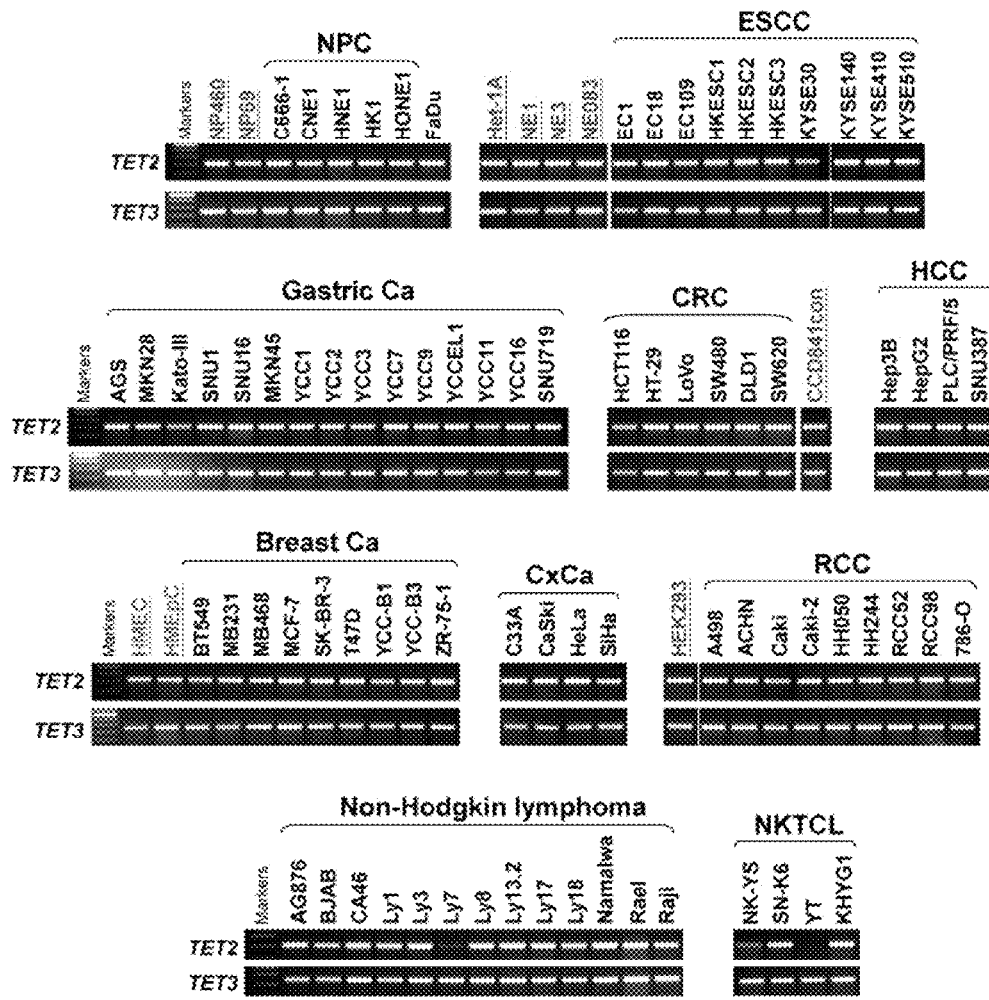 NPC
ESCC
Markers NP460 NP69 C666-1 CNE1 HNE1 HK1 HONE1 FaDu Het-1A NE1 NE3 NE083 EC1 EC18 EC109 HKESC1 HKESC2 HKESC3 KYSE30 KYSE140 KYSE410 KYSE510
TET2
TET3
Gastric Ca
CRC
HCC
Markers AGS MKN28 Kato-III SNU1 SNU16 MKN45 YCC1 YCC2 YCC3 YCC7 YCC9 YCCEL1 YCC11 YCC16 SNU719 HCT116 HT-29 LoVo SW480 DLD1 SW620 CCD841con Hep3B HepG2 PLC/PRF/5 SNU387
TET2
TET3
Breast Ca
CxCa
RCC
Markers HMEC HMEpC BT549 MB231 MB468 MCF-7 SK-BR-3 T47D YCC-B1 YCC-B3 ZR-75-1 C33A CaSki HeLa SiHa HEK293 A498 ACHN Caki Caki-2 HH050 HH244 RCC52 RCC98 786-O
TET2
TET3
Non-Hodgkin lymphoma
NKTCL
Markers AG876 BJAB CA46 Ly1 Ly3 Ly7 Ly8 Ly13.2 Ly17 Ly18 Namalwa Rael Raji NK-YS SN-K6 YT KHYG1
TET2
TET3